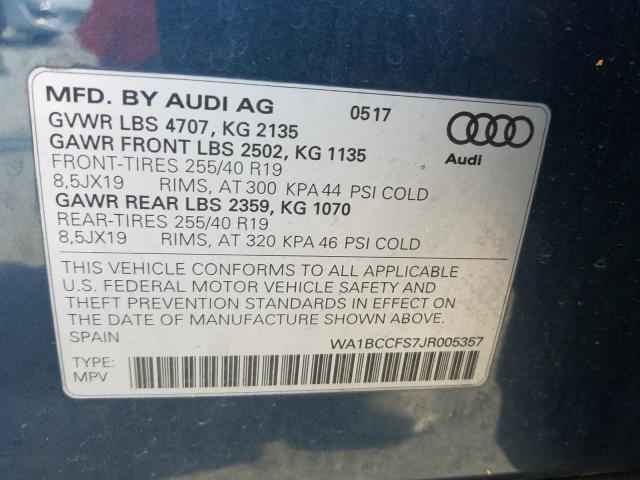 MFD. BY AUDI AG 0517
GVWR LBS 4707, KG 2135
GAWR FRONT LBS 2502, KG 1135
FRONT-TIRES 255/40 R19
8,5JX19 RIMS, AT 300 KPA 44 PSI COLD
GAWR REAR LBS 2359, KG 1070
REAR-TIRES 255/40 R19
8,5JX19 RIMS, AT 320 KPA 46 PSI COLD
Audi
THIS VEHICLE CONFORMS TO ALL APPLICABLE
U.S. FEDERAL MOTOR VEHICLE SAFETY AND
THEFT PREVENTION STANDARDS IN EFFECT ON
THE DATE OF MANUFACTURE SHOWN ABOVE.
SPAIN WA1BCCFS7JR005357
TYPE:
MPV